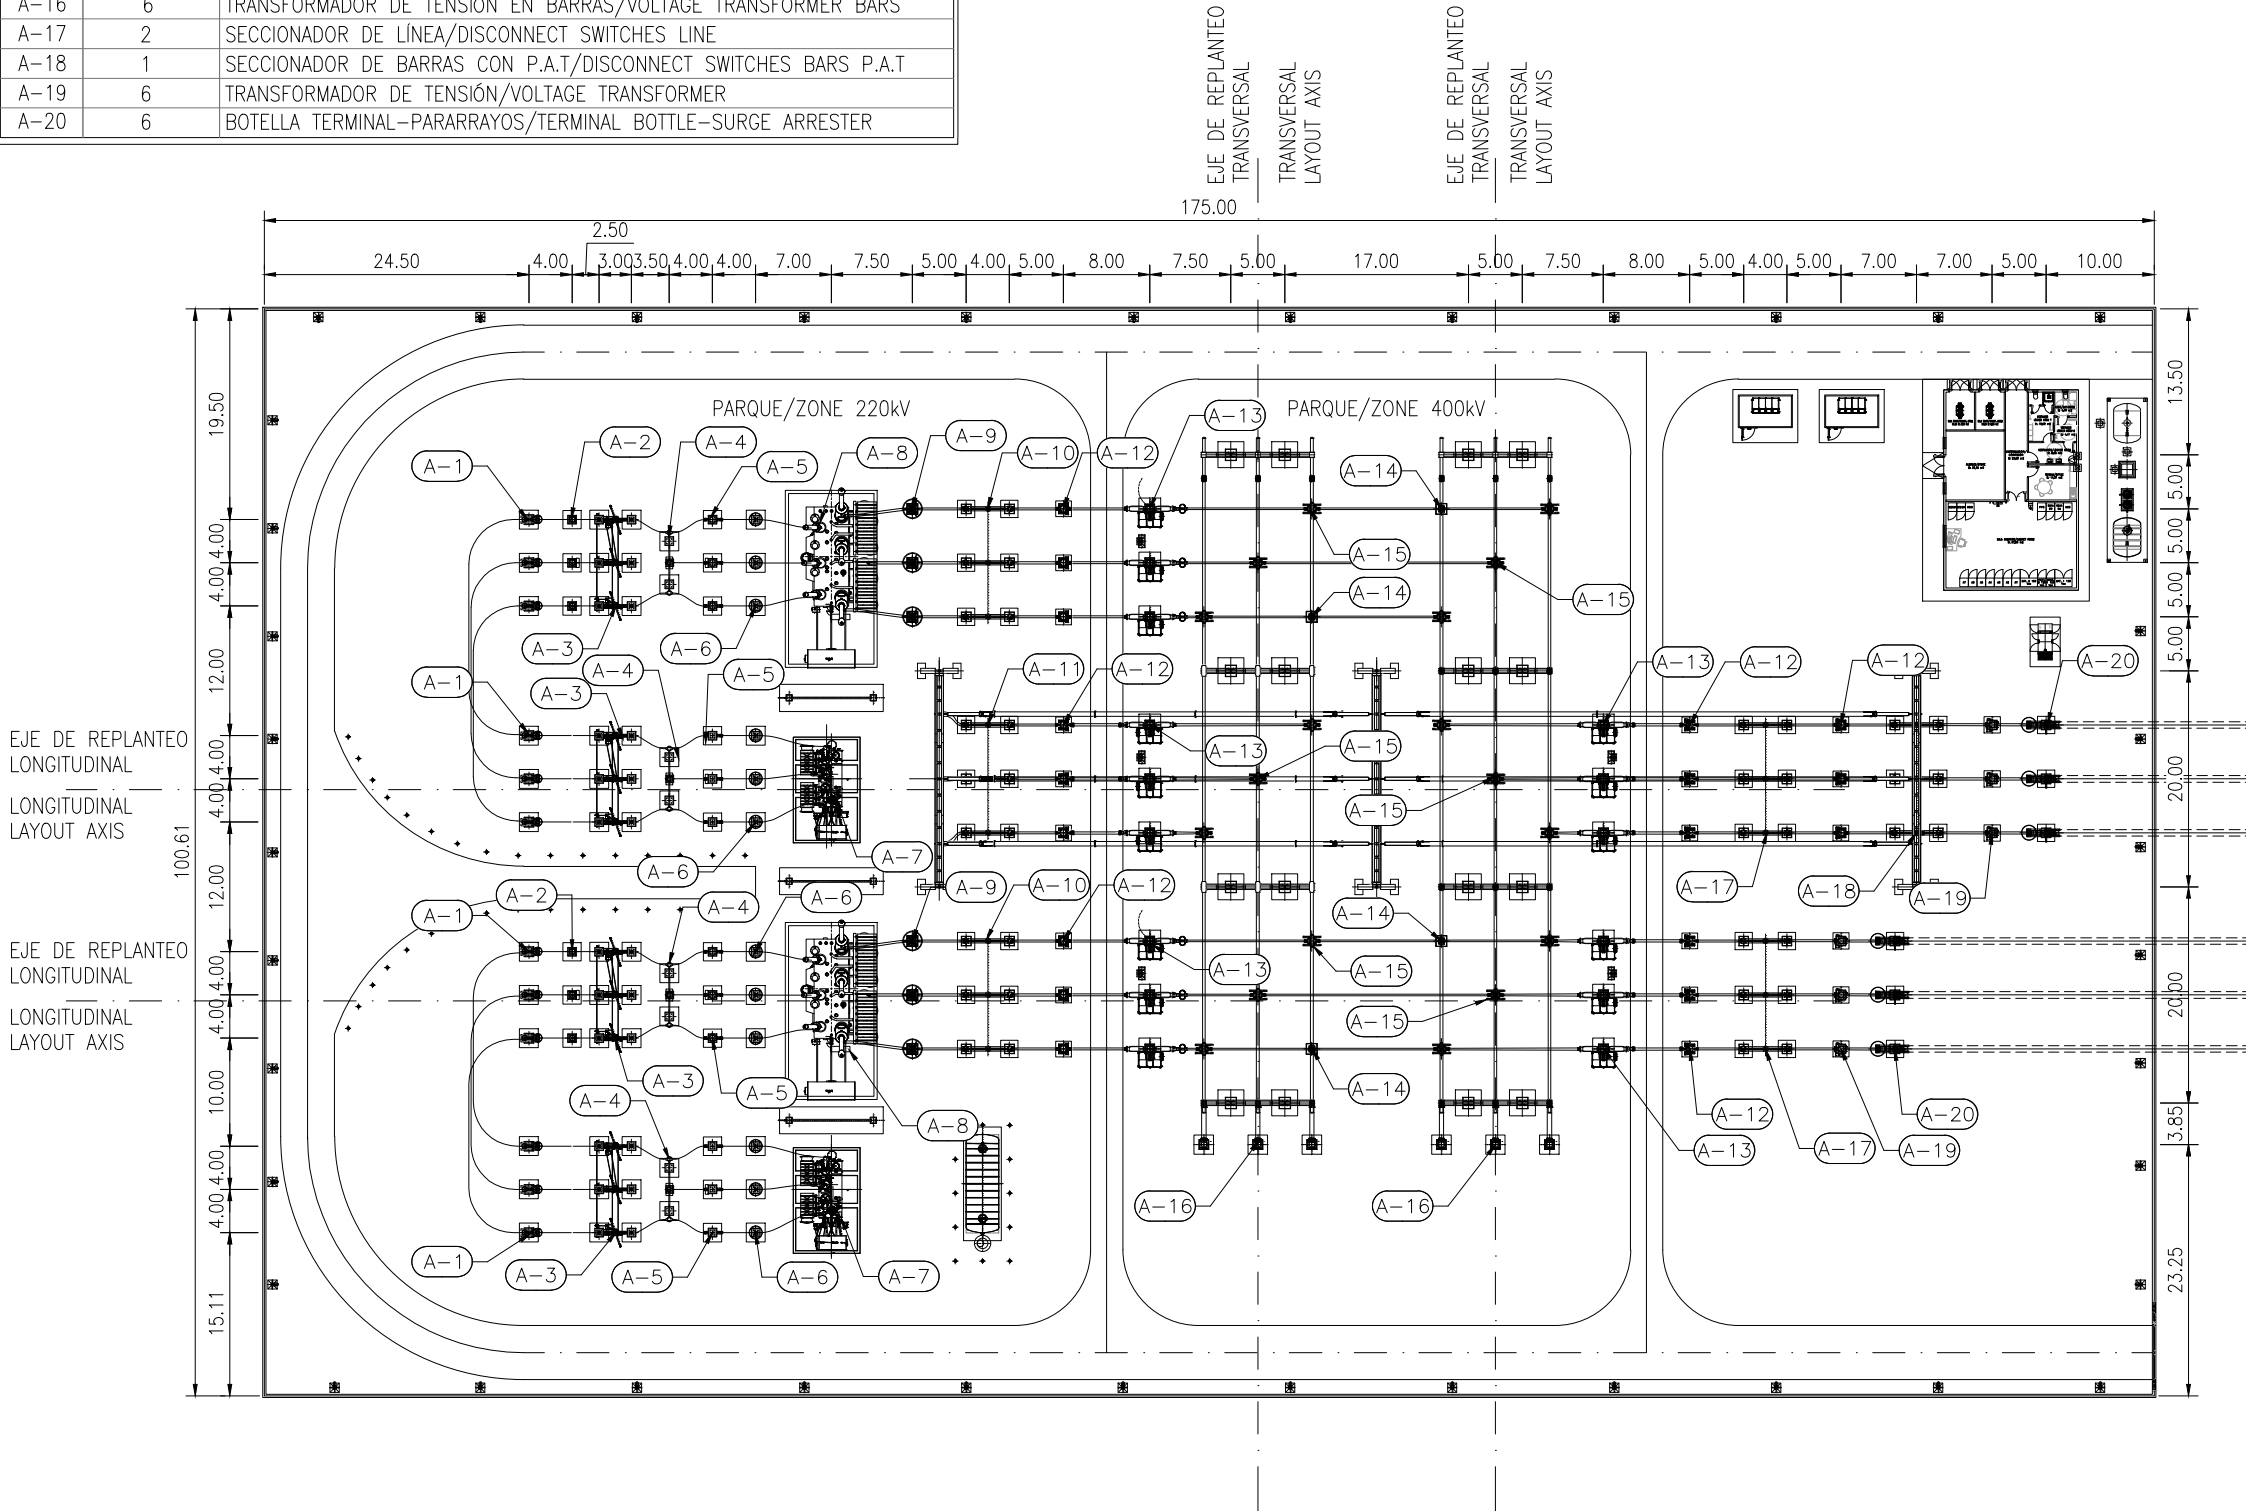 A-16 6 TRANSFORMADOR DE TENSIÓN EN BARRAS/VOLTAGE TRANSFORMER BARS
A-17 2 SECCIONADOR DE LÍNEA/DISCONNECT SWITCHES LINE
A-18 1 SECCIONADOR DE BARRAS CON P.A.T/DISCONNECT SWITCHES BARS P.A.T
A-19 6 TRANSFORMADOR DE TENSIÓN/VOLTAGE TRANSFORMER
A-20 6 BOTELLA TERMINAL-PARARRAYOS/TERMINAL BOTTLE-SURGE ARRESTER
EJE DE REPLANTEO
TRANSVERSAL
TRANSVERSAL
LAYOUT AXIS
EJE DE REPLANTEO
TRANSVERSAL
TRANSVERSAL
LAYOUT AXIS
175.00
2.50
24.50 4.00 3.00 3.50 4.00 4.00 7.00 7.50 5.00 4.00 5.00 8.00 7.50 5.00 17.00 5.00 7.50 8.00 5.00 4.00 5.00 7.00 7.00 5.00 10.00
PARQUE/ZONE 220kV
PARQUE/ZONE 400kV
19.50
4.00
4.00
12.00
4.00
4.00
12.00
4.00
4.00
10.00
4.00
4.00
15.11
100.61
13.50
5.00
5.00
5.00
5.00
20.00
20.00
3.85
23.25
EJE DE REPLANTEO
LONGITUDINAL
LONGITUDINAL
LAYOUT AXIS
EJE DE REPLANTEO
LONGITUDINAL
LONGITUDINAL
LAYOUT AXIS
A-1 A-2 A-4 A-5 A-8 A-9 A-10 A-12 A-13 A-14
A-15
A-14 A-15
A-3 A-6
A-1 A-3 A-4 A-5 A-11 A-12 A-13 A-12 A-12 A-20
A-13 A-15
A-15
A-6 A-7
A-17 A-18 A-19
A-1 A-2 A-4 A-6 A-9 A-10 A-12 A-14
A-13 A-15
A-15
A-3 A-5 A-14
A-4 A-8 A-12 A-20
A-13 A-17 A-19
A-16 A-16
A-1 A-3 A-5 A-6 A-7